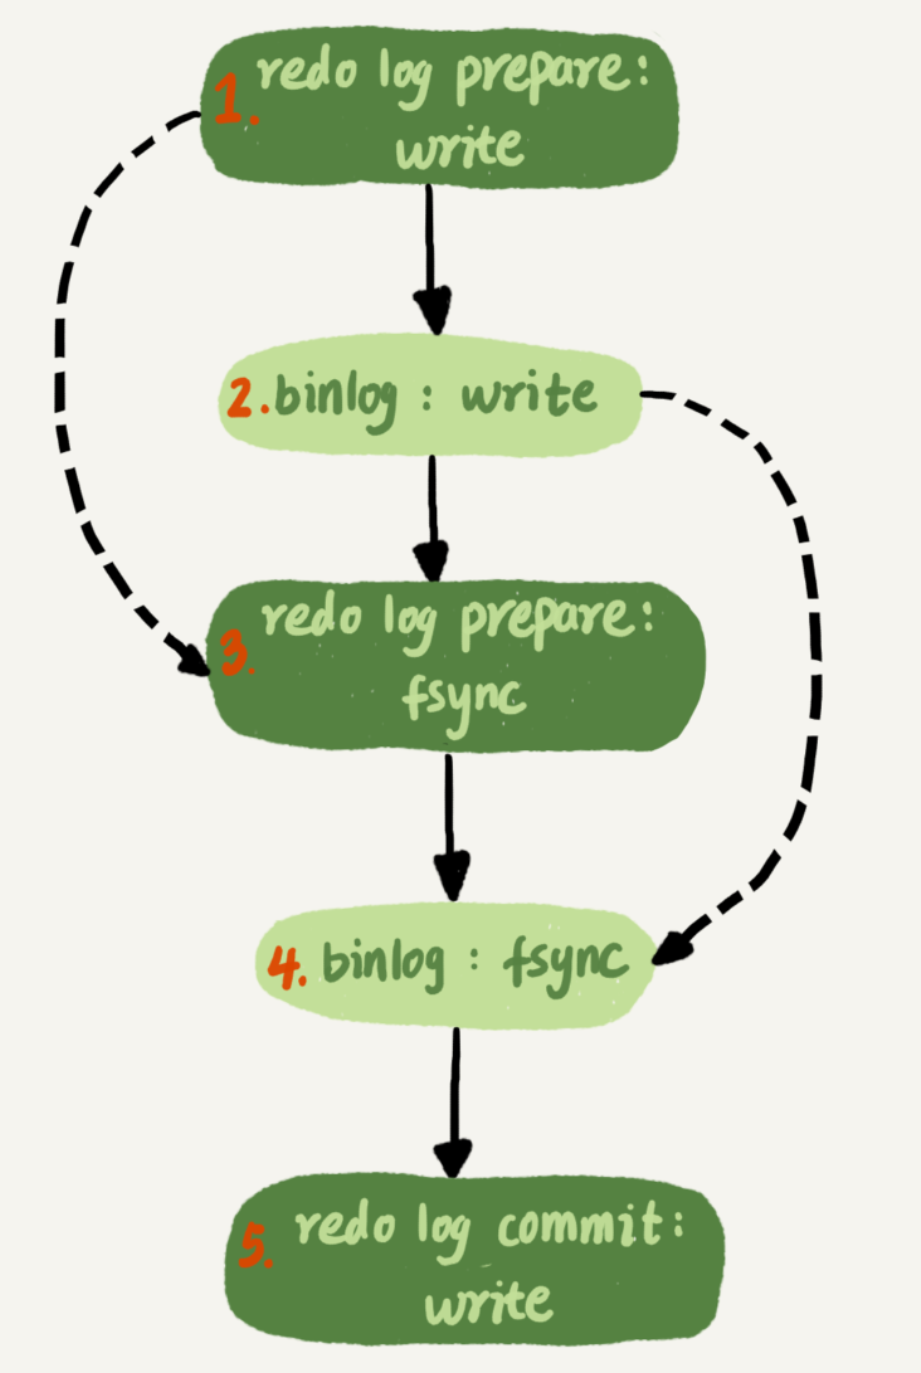 1. redo log prepare:
write
2. binlog : write
3. redo log prepare:
fsync
4. binlog : fsync
5. redo log commit:
write